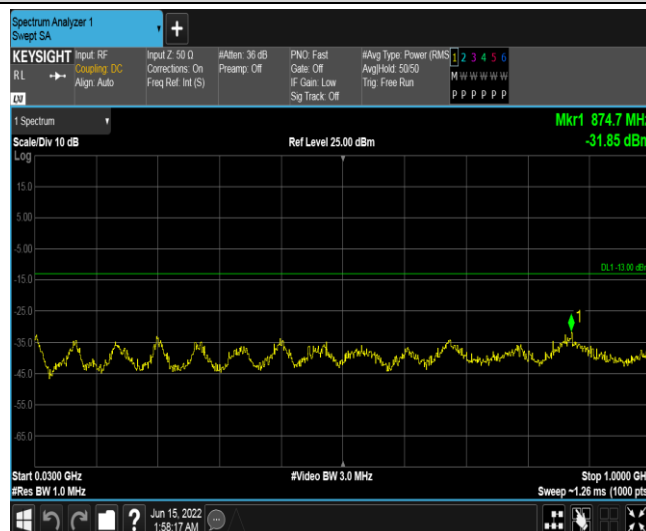 Spectrum Analyzer 1
Swept SA
+
KEYSIGHT Input: RF Input Z: 50 Ω #Atten: 36 dB PNO: Fast #Avg Type: Power (RMS 1 2 3 4 5 6
RL Coupling: DC Corrections: On Preamp: Off Gate: Off Avg|Hold: 50/50 M W W W W W
Align: Auto Freq Ref: Int (S) IF Gain: Low Trig: Free Run
Sig Track: Off P P P P P P
1 Spectrum Mkr1 874.7 MHz
Scale/Div 10 dB Ref Level 25.00 dBm -31.85 dBm
Log
15.0
5.00
-5.00
DL1 -13.00 dBm
-15.0
-25.0
1
-35.0
-45.0
-55.0
-65.0
Start 0.0300 GHz #Video BW 3.0 MHz Stop 1.0000 GH
#Res BW 1.0 MHz Sweep ~1.26 ms (1000 pts
? Jun 15, 2022
1:58:17 AM